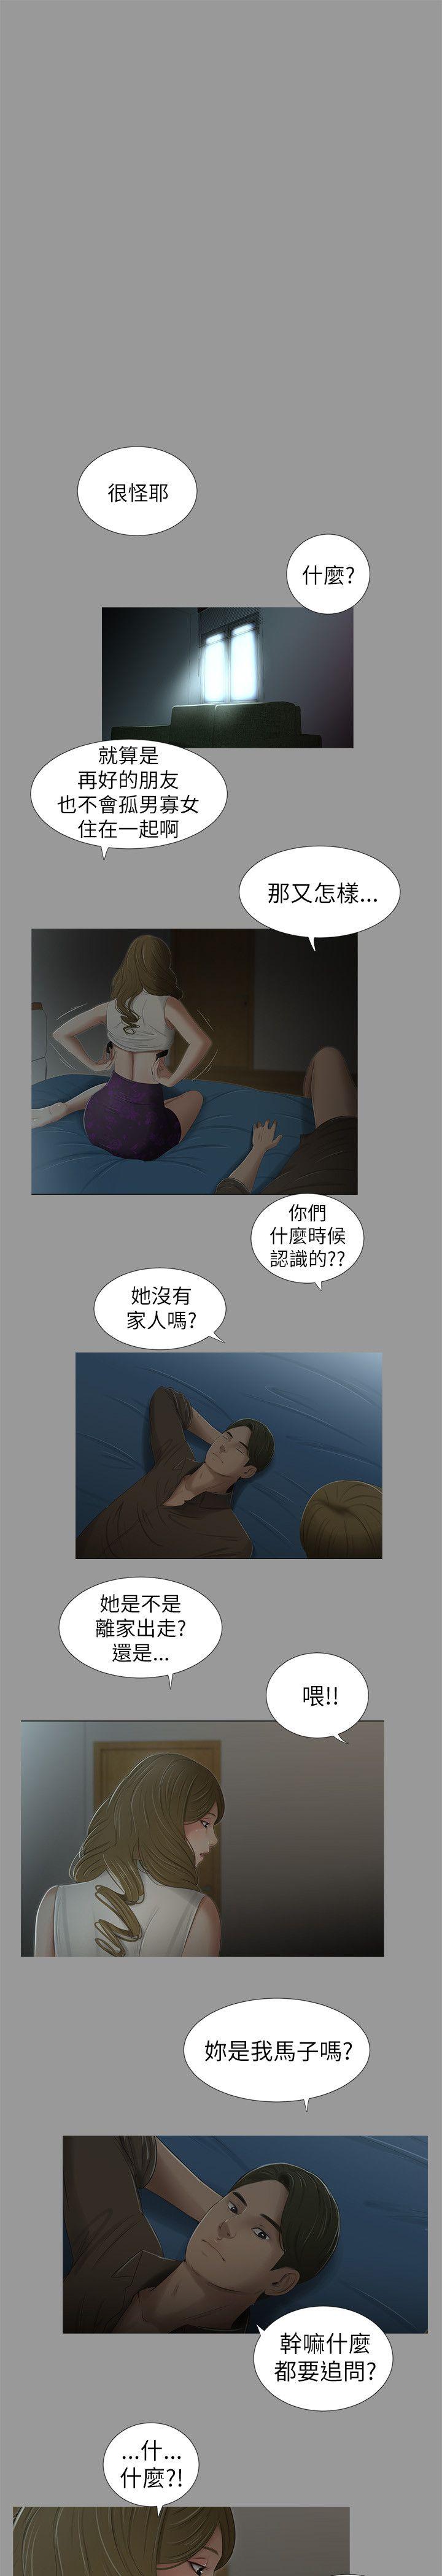 很怪耶
什麼?
就算是
再好的朋友
也不會孤男寡女
住在一起啊
那又怎樣...
你們
什麼時候
認識的??
她沒有
家人嗎?
她是不是
離家出走?
還是...
喂!!
妳是我馬子嗎?
幹嘛什麼
都要追問?
...什...
什麼?!